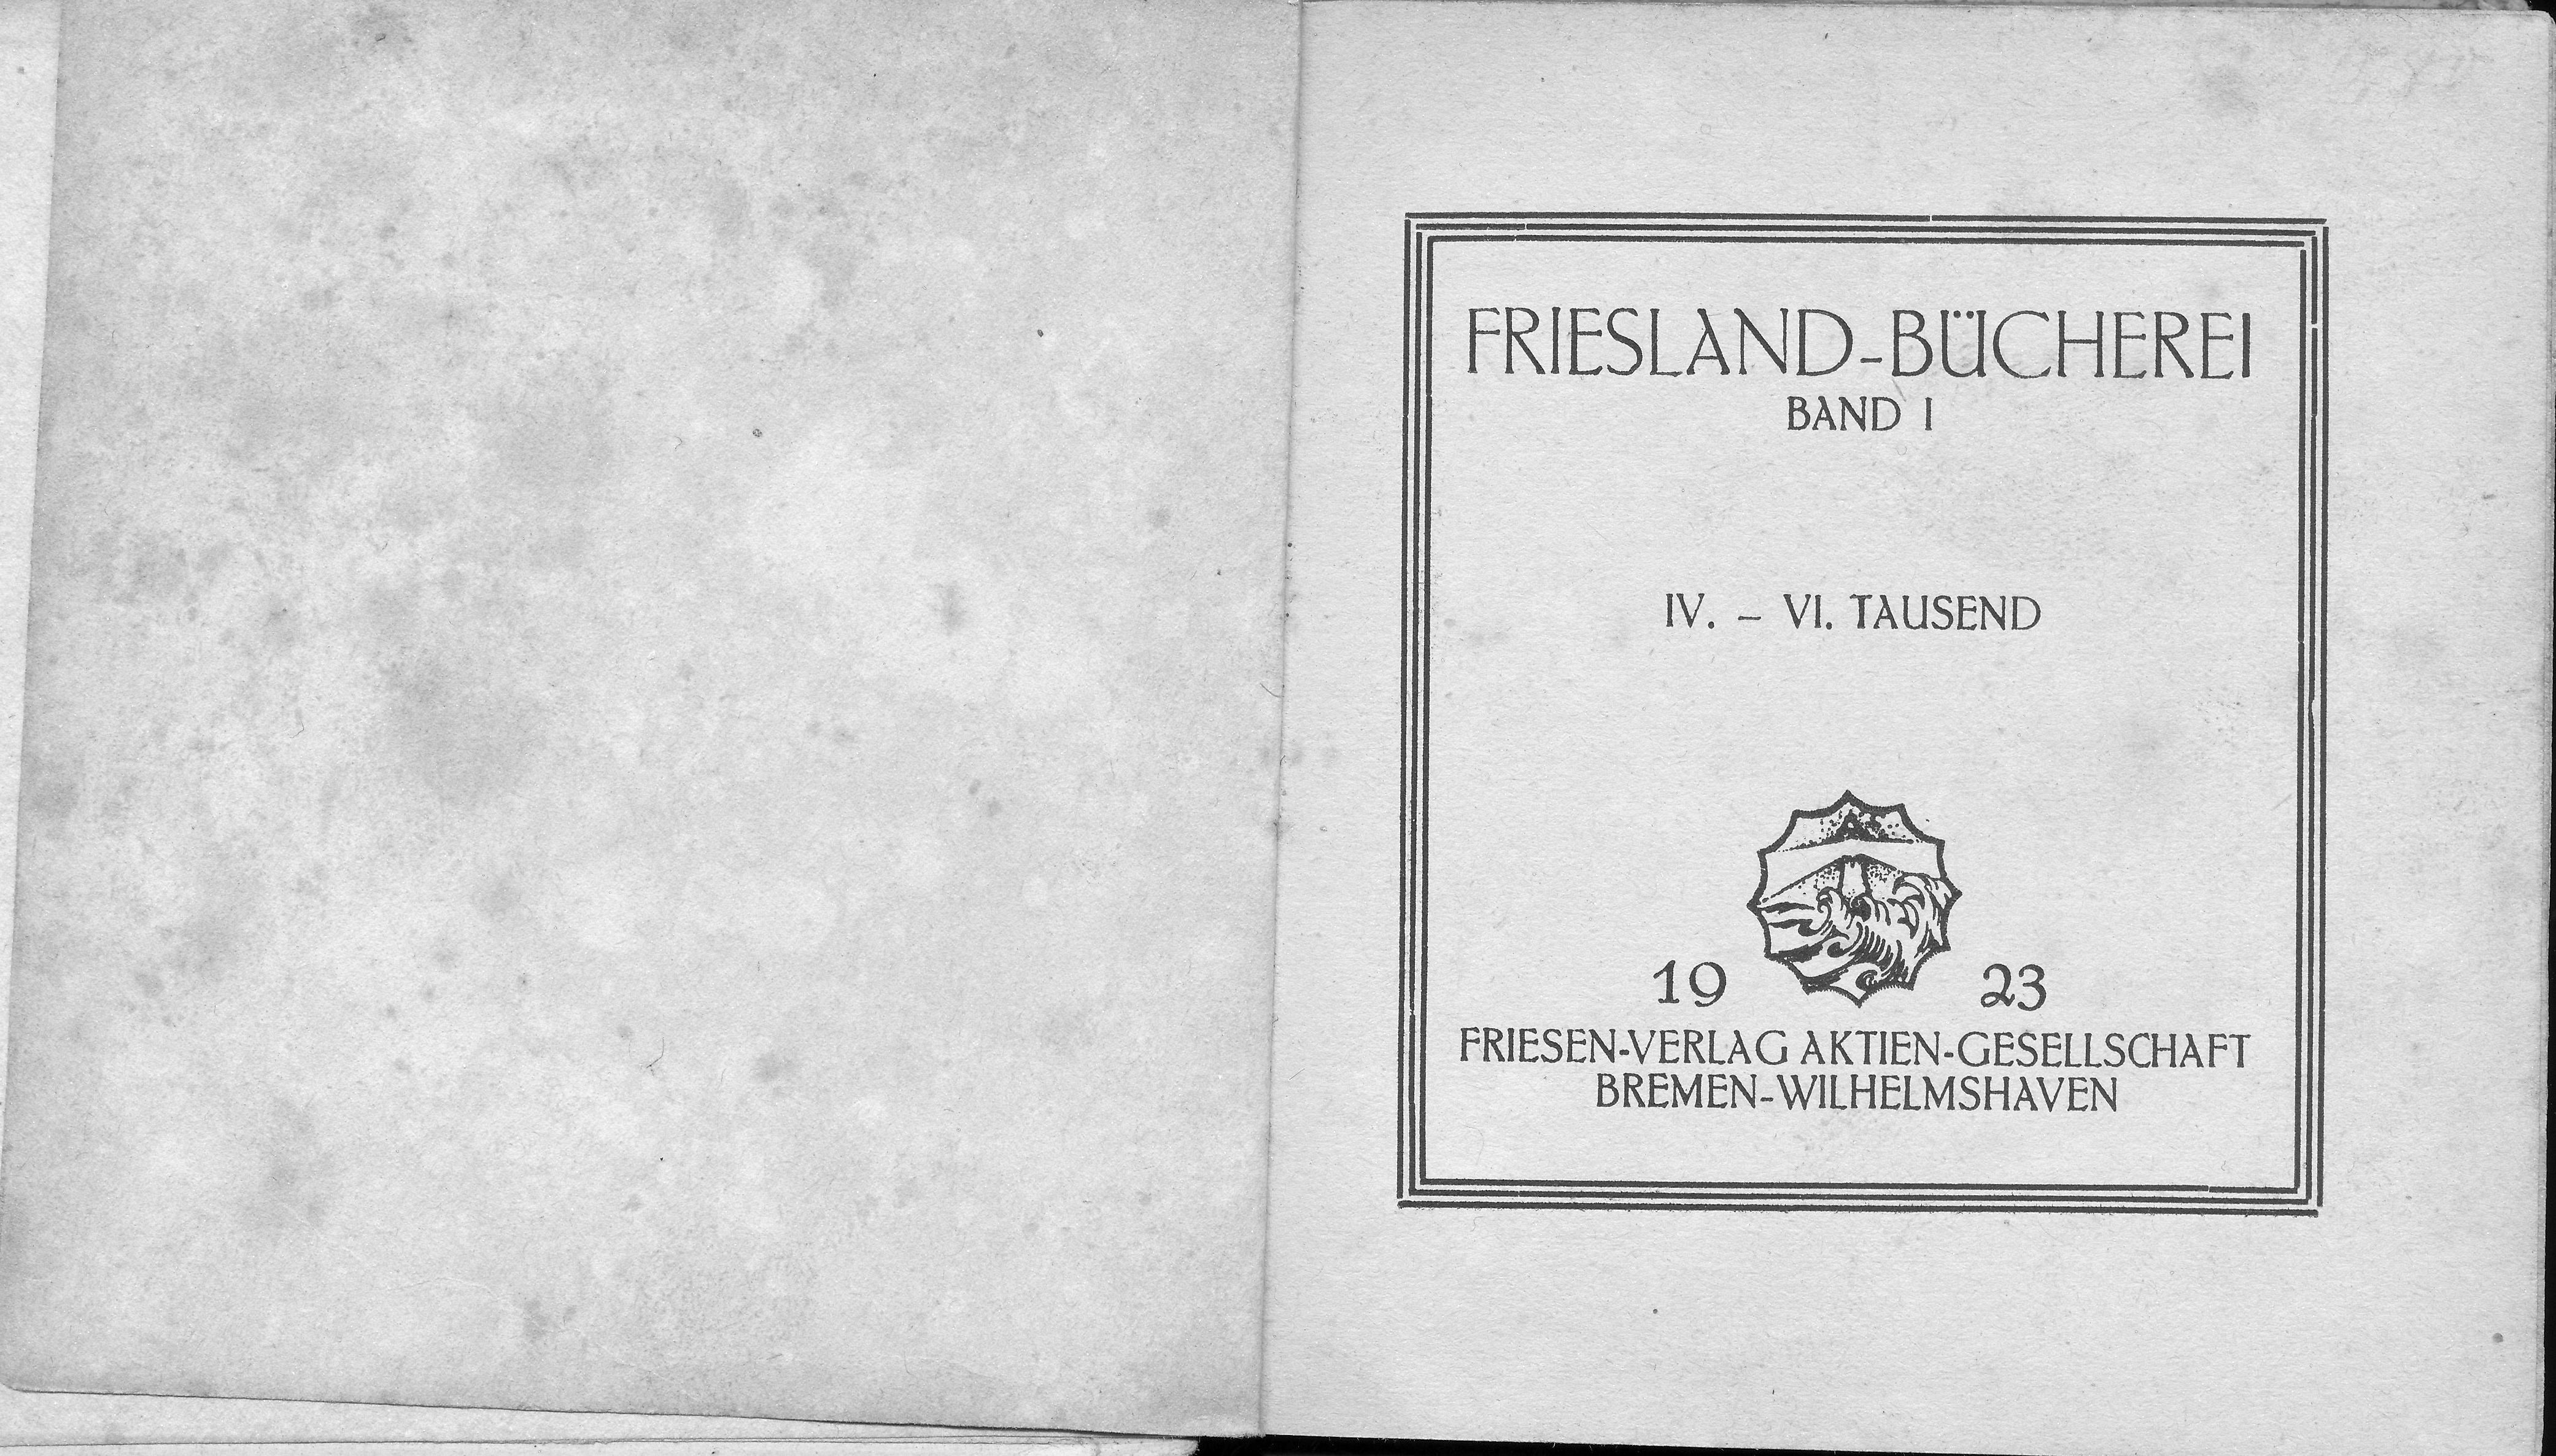 FRIESLAND-BÜCHEREI
BAND I
IV. – VI. TAUSEND
19 23
FRIESEN-VERLAG AKTIEN-GESELLSCHAFT
BREMEN-WILHELMSHAVEN